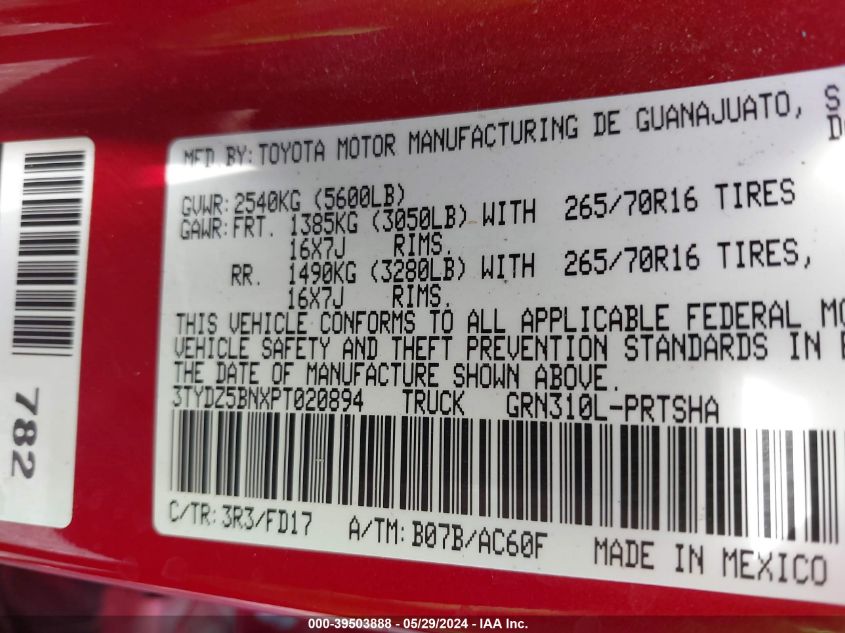 MFD.BY:TOYOTA MOTOR MANUFACTURING DE GUANAJUATO, S
GVWR:2540KG (5600LB)
GAWR:FRT. 1385KG (3050LB) WITH 265/70R16 TIRES
16X7J RIMS.
RR. 1490KG (3280LB) WITH 265/70R16 TIRES,
16X7J RIMS.
THIS VEHICLE CONFORMS TO ALL APPLICABLE FEDERAL MO
VEHICLE SAFETY AND THEFT PREVENTION STANDARDS IN E
THE DATE OF MANUFACTURE SHOWN ABOVE.
3TYDZ5BNXPT020894 TRUCK GRN310L-PRTSHA
C/TR:3R3/FD17 A/TM:B07B/AC60F MADE IN MEXICO
782
000-39503888 - 05/29/2024 - IAA Inc.